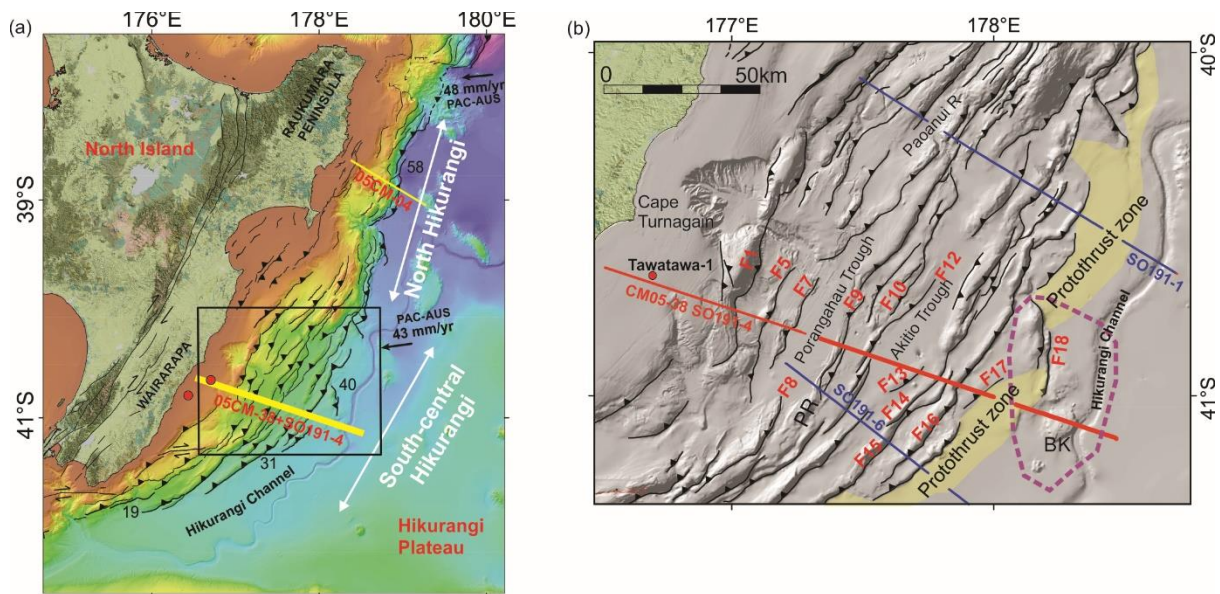 (a)
176°E
178°E
180°E
48 mm/yr
PAC-AUS
RAUKUMARA
PENINSULA
North Island
58
05CM-04
North Hikurangi
39°S
PAC-AUS
43 mm/yr
WAIRARAPA
40
05CM-38+SO191-4
41°S
31
South-central
Hikurangi
Hikurangi Channel
19
Hikurangi
Plateau
(b)
177°E
178°E
40°S
0
50km
Paoanui R
Cape
Turnagain
Protothrust zone
SO191-1
Tawatawa-1
F1
F5
F7
F9
F10
F12
CM05-38 SO191-4
Porangahau Trough
Akitio Trough
Hikurangi Channel
F18
F17
F13
F8
PR
SO191-6
F14
F16
F15
Protothrust zone
BK
41°S